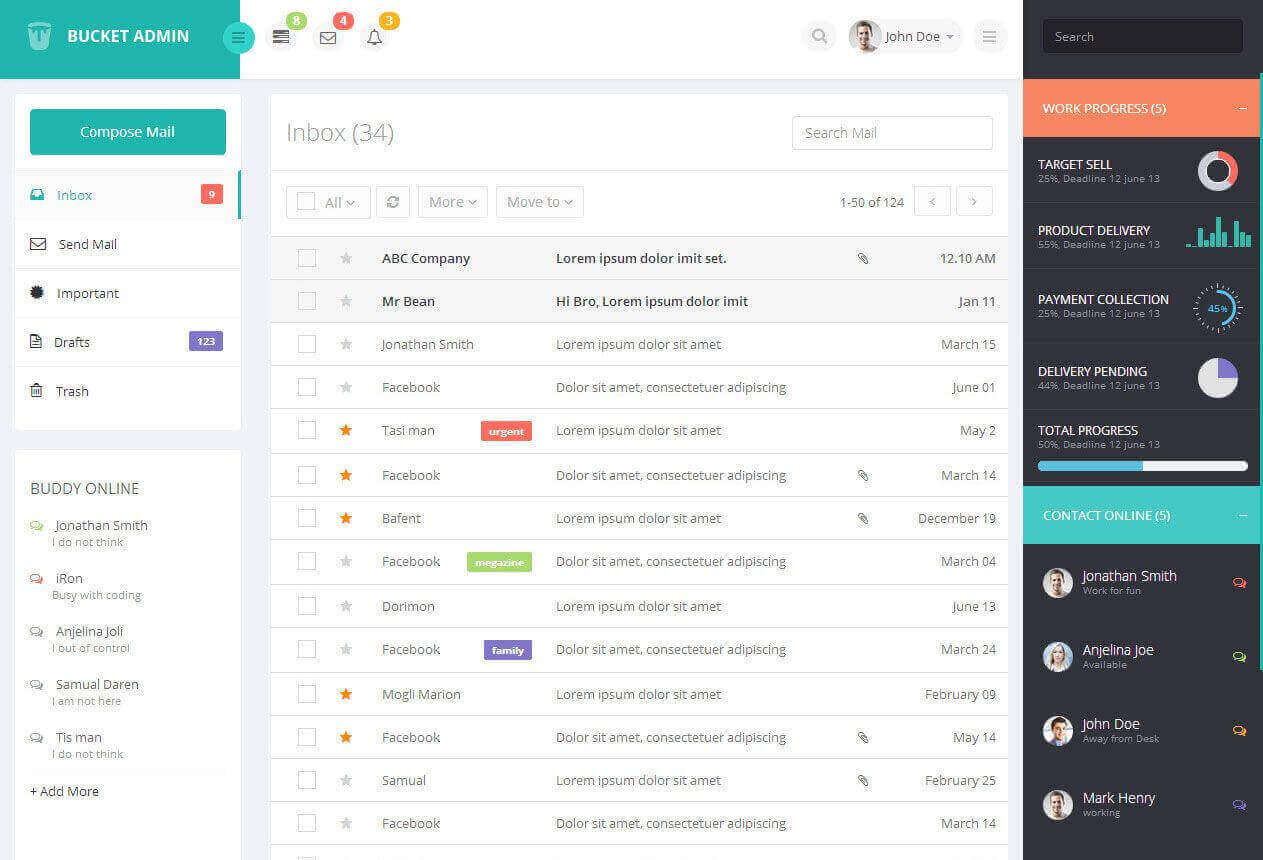 BUCKET ADMIN
8
4
3
John Doe
Search
Compose Mail
Inbox 9
Send Mail
Important
Drafts 123
Trash
BUDDY ONLINE
Jonathan Smith
I do not think
iRon
Busy with coding
Anjelina Joli
I out of control
Samual Daren
I am not here
Tis man
I do not think
+ Add More
Inbox (34)
Search Mail
All More Move to 1-50 of 124
ABC Company Lorem ipsum dolor imit set. 12.10 AM
Mr Bean Hi Bro, Lorem ipsum dolor imit Jan 11
Jonathan Smith Lorem ipsum dolor sit amet March 15
Facebook Dolor sit amet, consectetuer adipiscing June 01
Tasi man urgent Lorem ipsum dolor sit amet May 2
Facebook Dolor sit amet, consectetuer adipiscing March 14
Bafent Lorem ipsum dolor sit amet December 19
Facebook megazine Dolor sit amet, consectetuer adipiscing March 04
Dorimon Lorem ipsum dolor sit amet June 13
Facebook family Dolor sit amet, consectetuer adipiscing March 24
Mogli Marion Lorem ipsum dolor sit amet February 09
Facebook Dolor sit amet, consectetuer adipiscing May 14
Samual Lorem ipsum dolor sit amet February 25
Facebook Dolor sit amet, consectetuer adipiscing March 14
WORK PROGRESS (5)
TARGET SELL
25%, Deadline 12 june 13
PRODUCT DELIVERY
55%, Deadline 12 june 13
PAYMENT COLLECTION
25%, Deadline 12 june 13
45%
DELIVERY PENDING
44%, Deadline 12 june 13
TOTAL PROGRESS
50%, Deadline 12 june 13
CONTACT ONLINE (5)
Jonathan Smith
Work for fun
Anjelina Joe
Available
John Doe
Away from Desk
Mark Henry
working